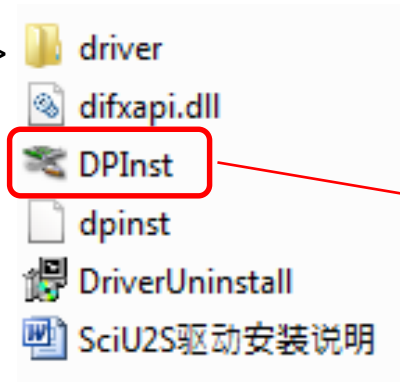 driver
difxapi.dll
DPInst
dpinst
DriverUninstall
SciU2S驱动安装说明